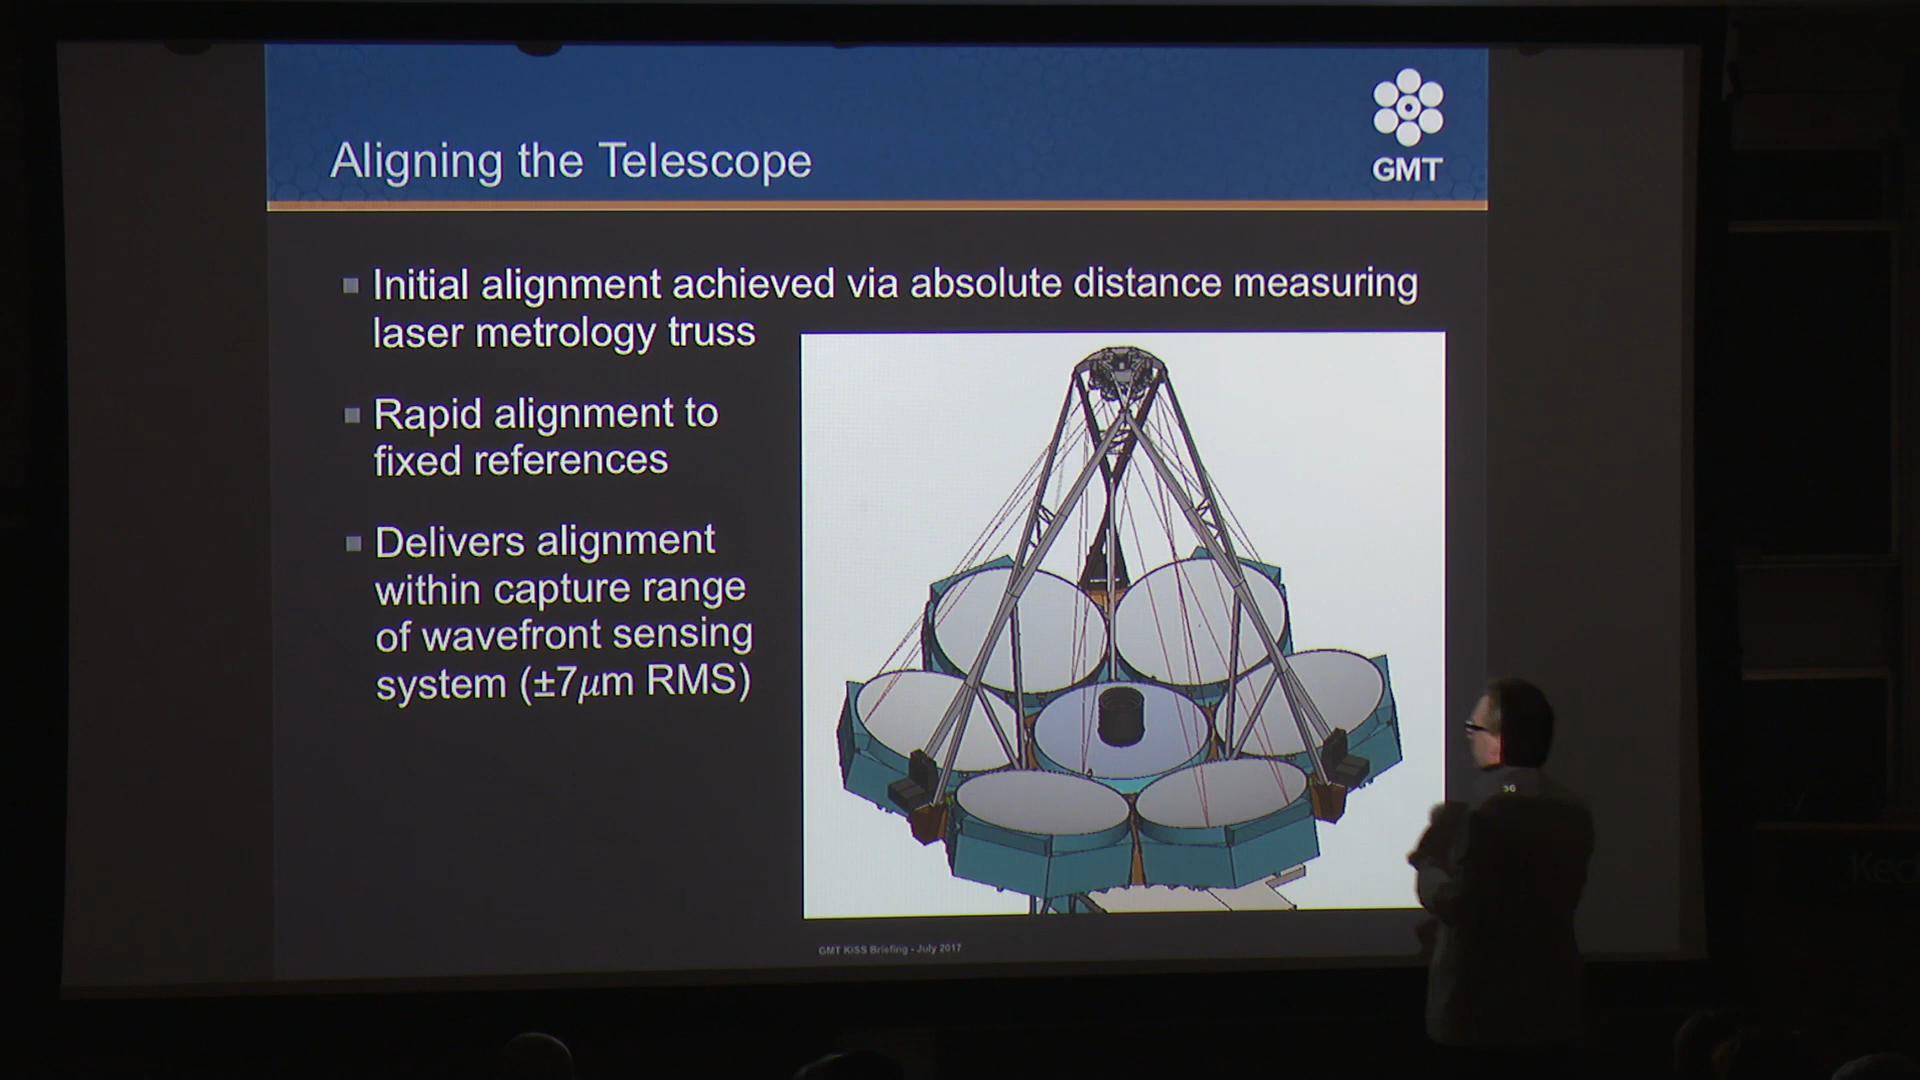 GMT
Aligning the Telescope
Initial alignment achieved via absolute distance measuring
laser metrology truss
Rapid alignment to
fixed references
Delivers alignment
within capture range
of wavefront sensing
system (±7μm RMS)
GMT KISS Briefing - July 2017